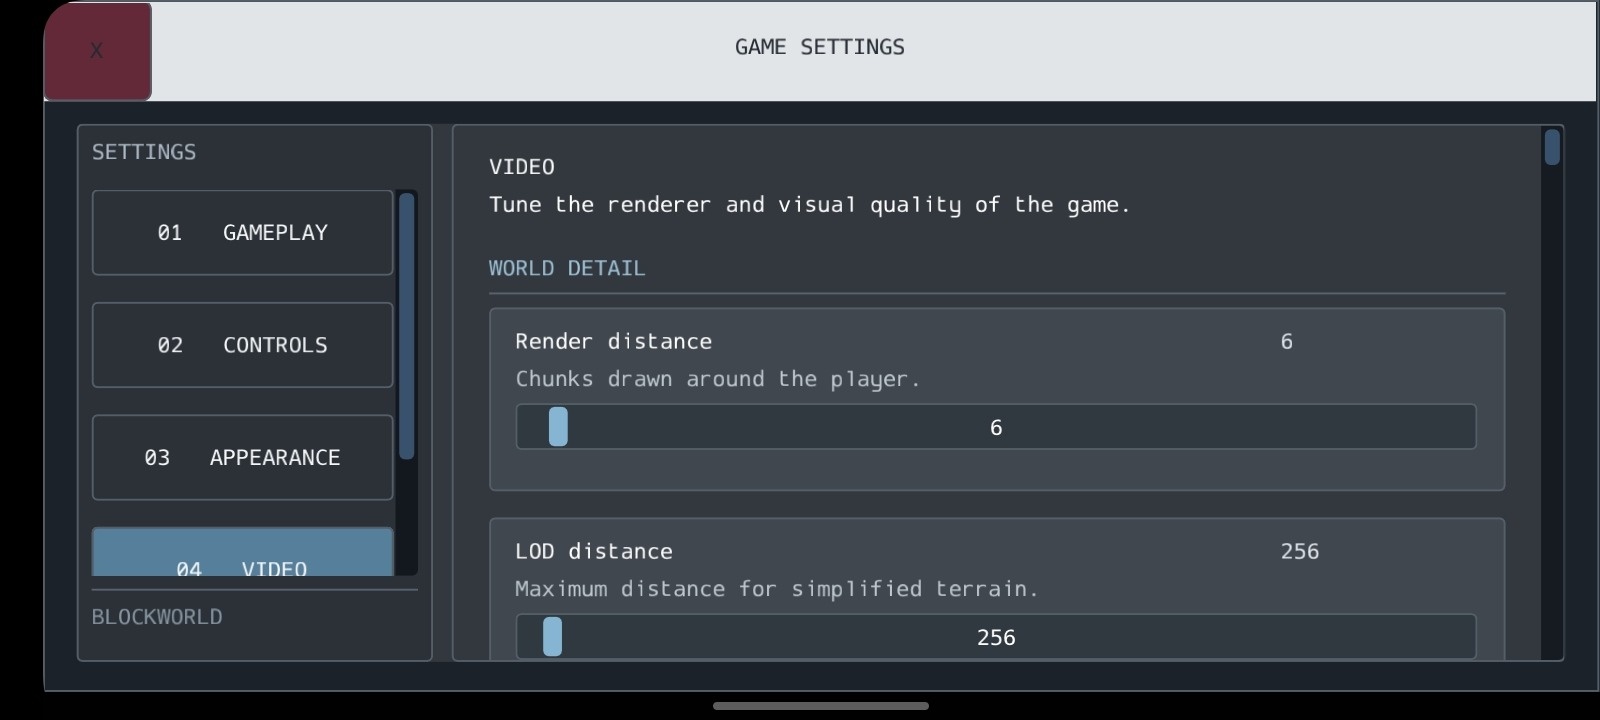 X
GAME SETTINGS
SETTINGS
01 GAMEPLAY
02 CONTROLS
03 APPEARANCE
04 VIDEO
BLOCKWORLD
VIDEO
Tune the renderer and visual quality of the game.
WORLD DETAIL
Render distance 6
Chunks drawn around the player.
6
LOD distance 256
Maximum distance for simplified terrain.
256